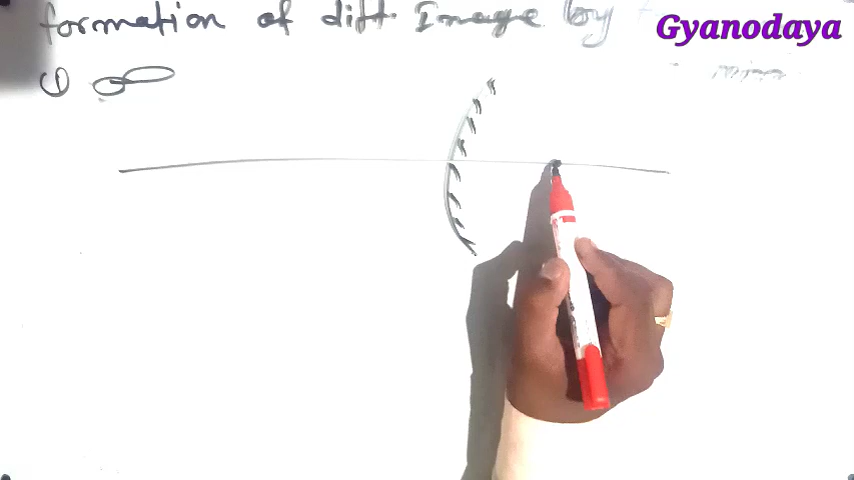 formation of diff. Image by
Gyanodaya
① ∞